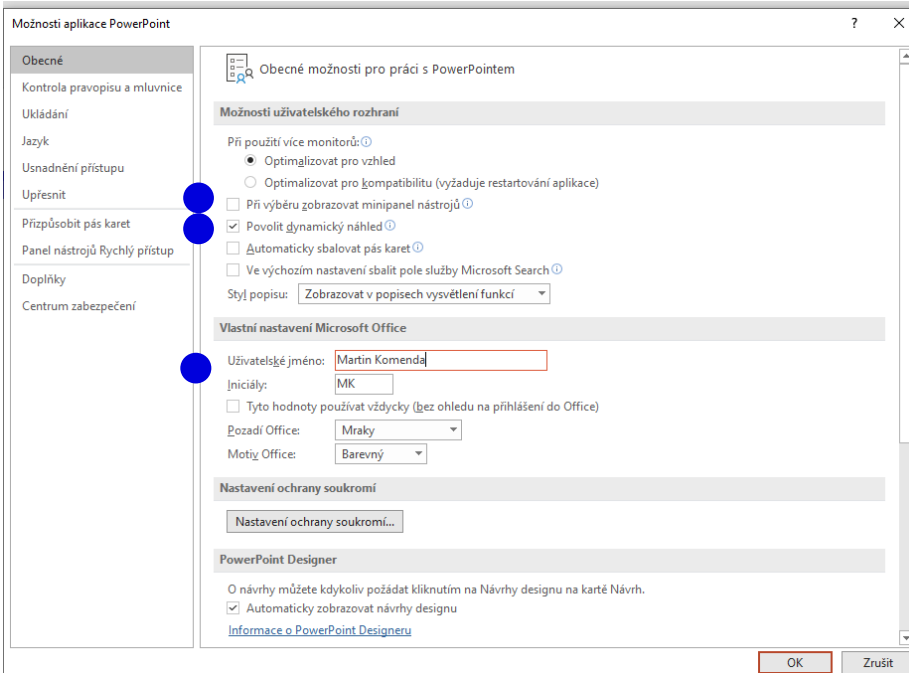 Možnosti aplikace PowerPoint
?
Obecné
Kontrola pravopisu a mluvnice
Ukládání
Jazyk
Usnadnění přístupu
Upřesnit
Přizpůsobit pás karet
Panel nástrojů Rychlý přístup
Doplňky
Centrum zabezpečení
Obecné možnosti pro práci s PowerPointem
Možnosti uživatelského rozhraní
Při použití více monitorů:
Optimalizovat pro vzhled
Optimalizovat pro kompatibilitu (vyžaduje restartování aplikace)
Při výběru zobrazovat minipanel nástrojů
Povolit dynamický náhled
Automaticky sbalovat pás karet
Ve výchozím nastavení sbalit pole služby Microsoft Search
Styl popisu: Zobrazovat v popisech vysvětlení funkcí
Vlastní nastavení Microsoft Office
Uživatelské jméno: Martin Komenda
Iniciály: MK
Tyto hodnoty používat vždycky (bez ohledu na přihlášení do Office)
Pozadí Office: Mraky
Motiv Office: Barevný
Nastavení ochrany soukromí
Nastavení ochrany soukromí...
PowerPoint Designer
O návrhy můžete kdykoliv požádat kliknutím na Návrhy designu na kartě Návrh.
Automaticky zobrazovat návrhy designu
Informace o PowerPoint Designeru
OK Zrušit